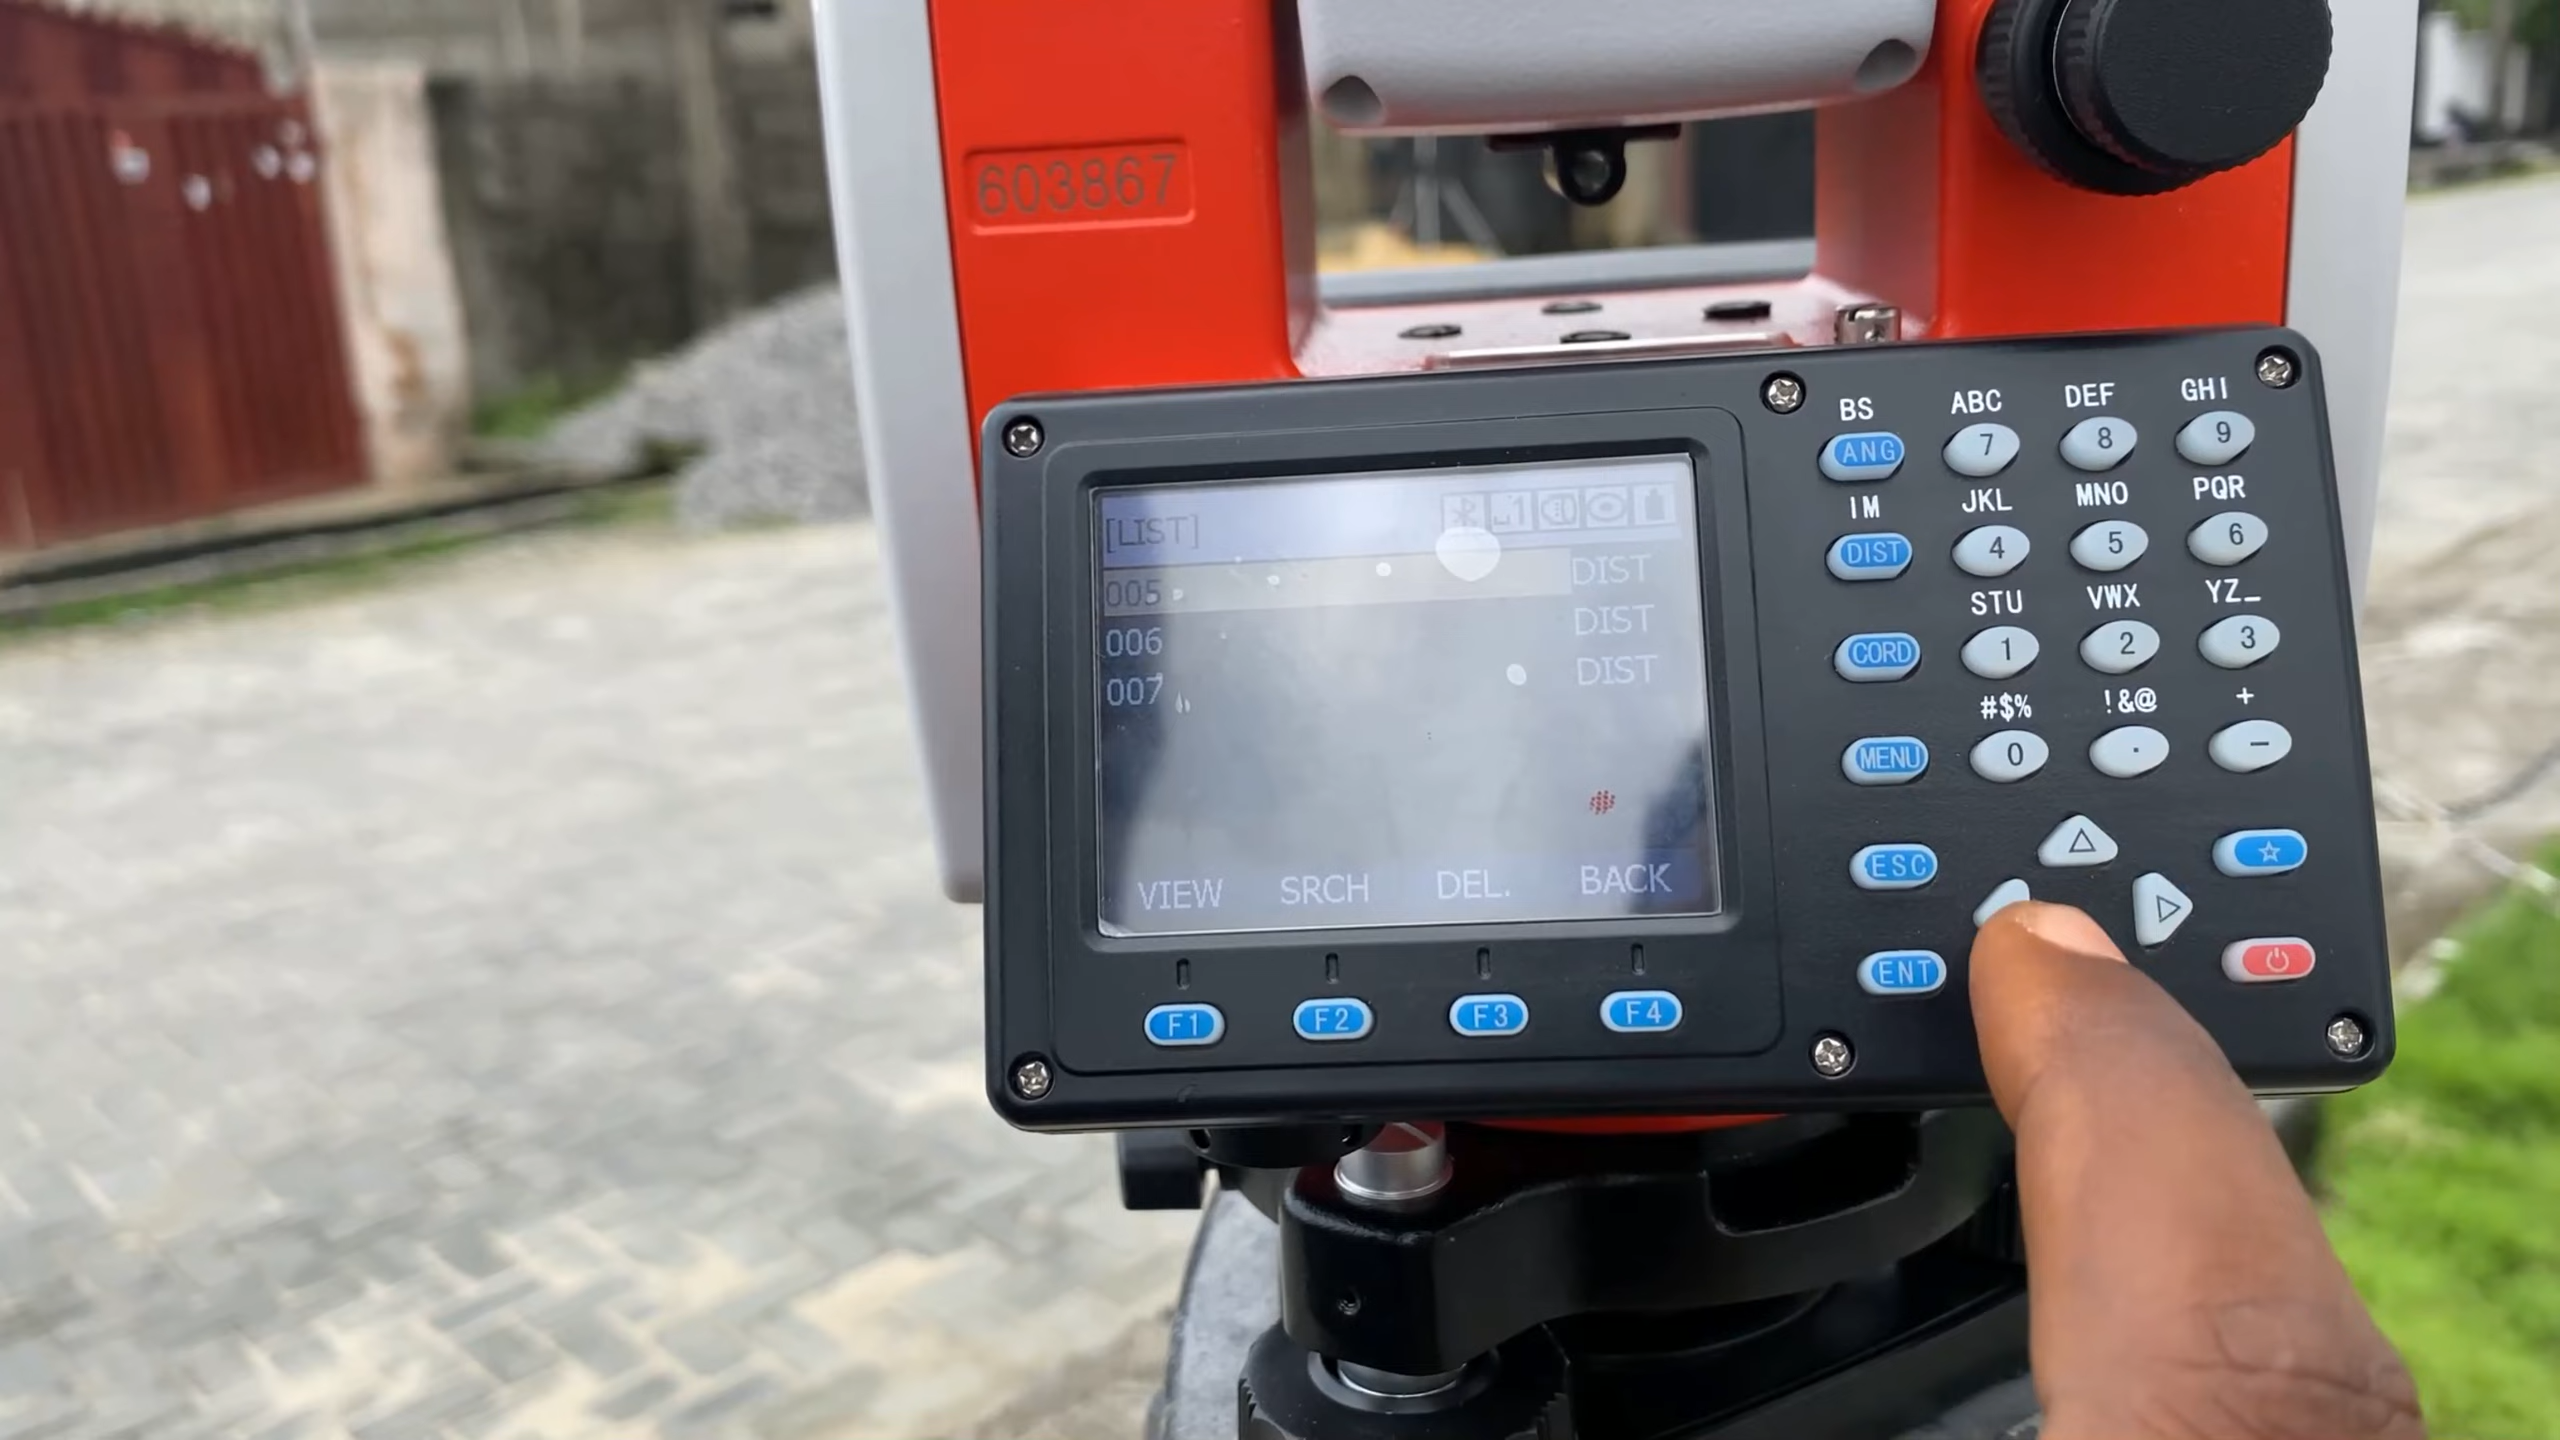 603867
[LIST]
005 DIST
006 DIST
007 DIST
VIEW SRCH DEL. BACK
F1 F2 F3 F4
BS ABC DEF GHI
ANG 7 8 9
IM JKL MNO PQR
DIST 4 5 6
STU VWX YZ_
CORD 1 2 3
#$% !&@ +
MENU 0 . -
ESC
ENT